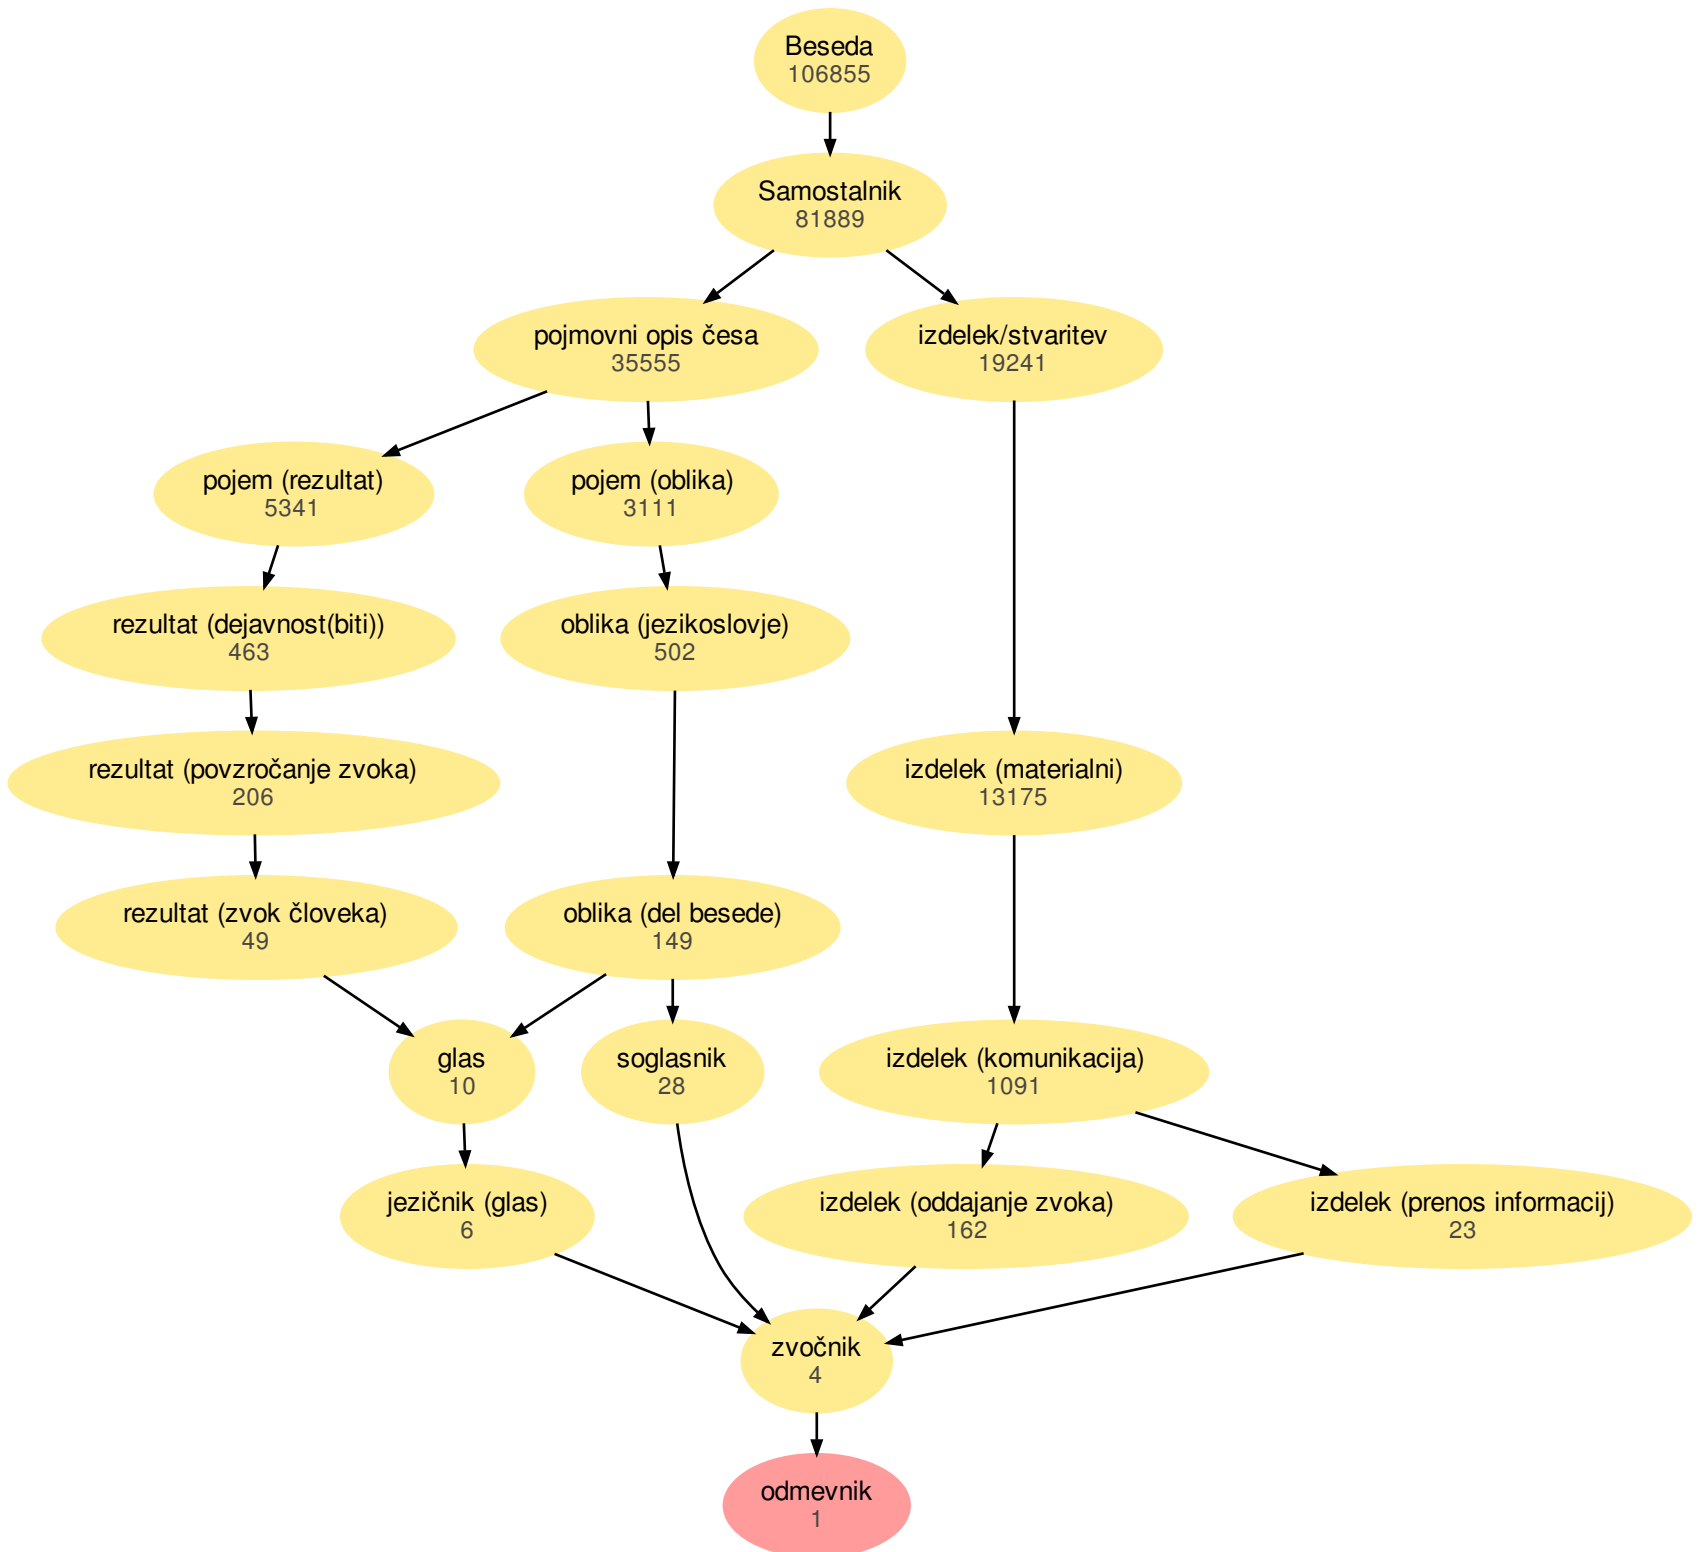 Beseda
106855
Samostalnik
81889
pojmovni opis česa
35555
izdelek/stvaritev
19241
pojem (rezultat)
5341
pojem (oblika)
3111
rezultat (dejavnost(biti))
463
oblika (jezikoslovje)
502
rezultat (povzročanje zvoka)
206
izdelek (materialni)
13175
rezultat (zvok človeka)
49
oblika (del besede)
149
glas
10
soglasnik
28
izdelek (komunikacija)
1091
jezičnik (glas)
6
izdelek (oddajanje zvoka)
162
izdelek (prenos informacij)
23
zvočnik
4
odmevnik
1